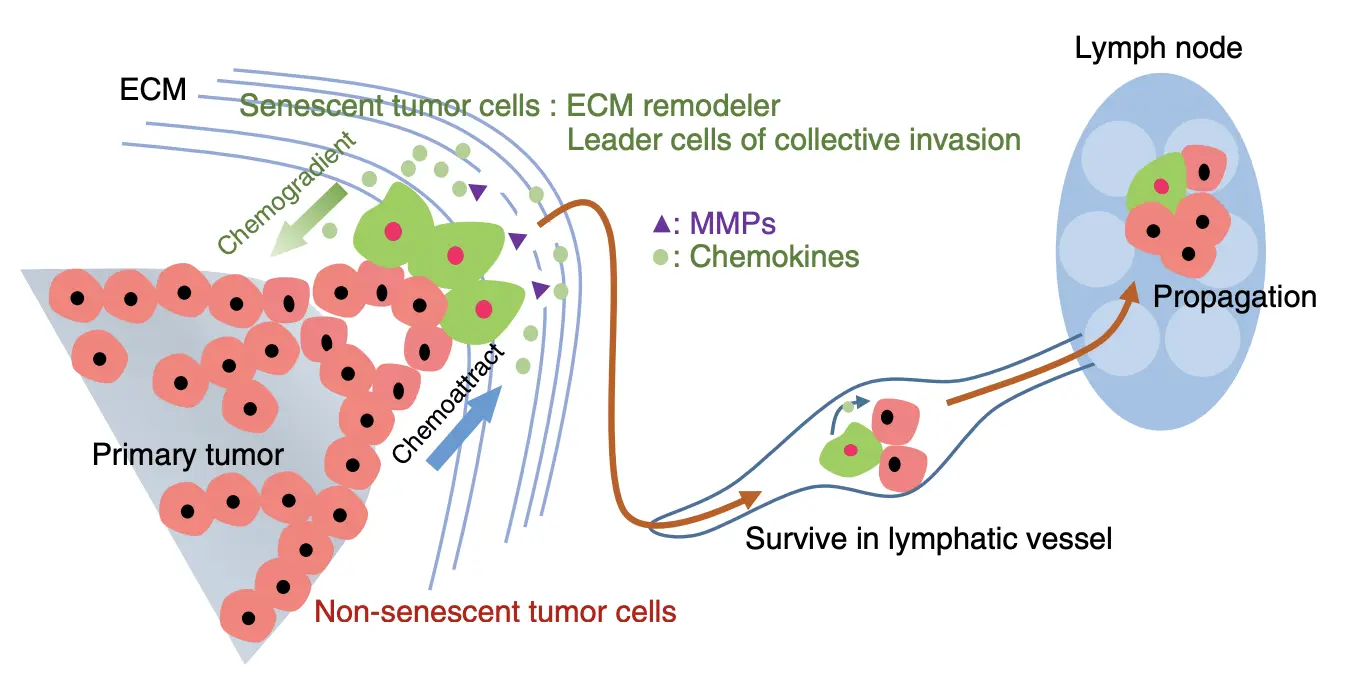 Lymph node
ECM
Senescent tumor cells : ECM remodeler
Leader cells of collective invasion
Chemogradient
: MMPs
: Chemokines
Propagation
Chemoattract
Primary tumor
Survive in lymphatic vessel
Non-senescent tumor cells